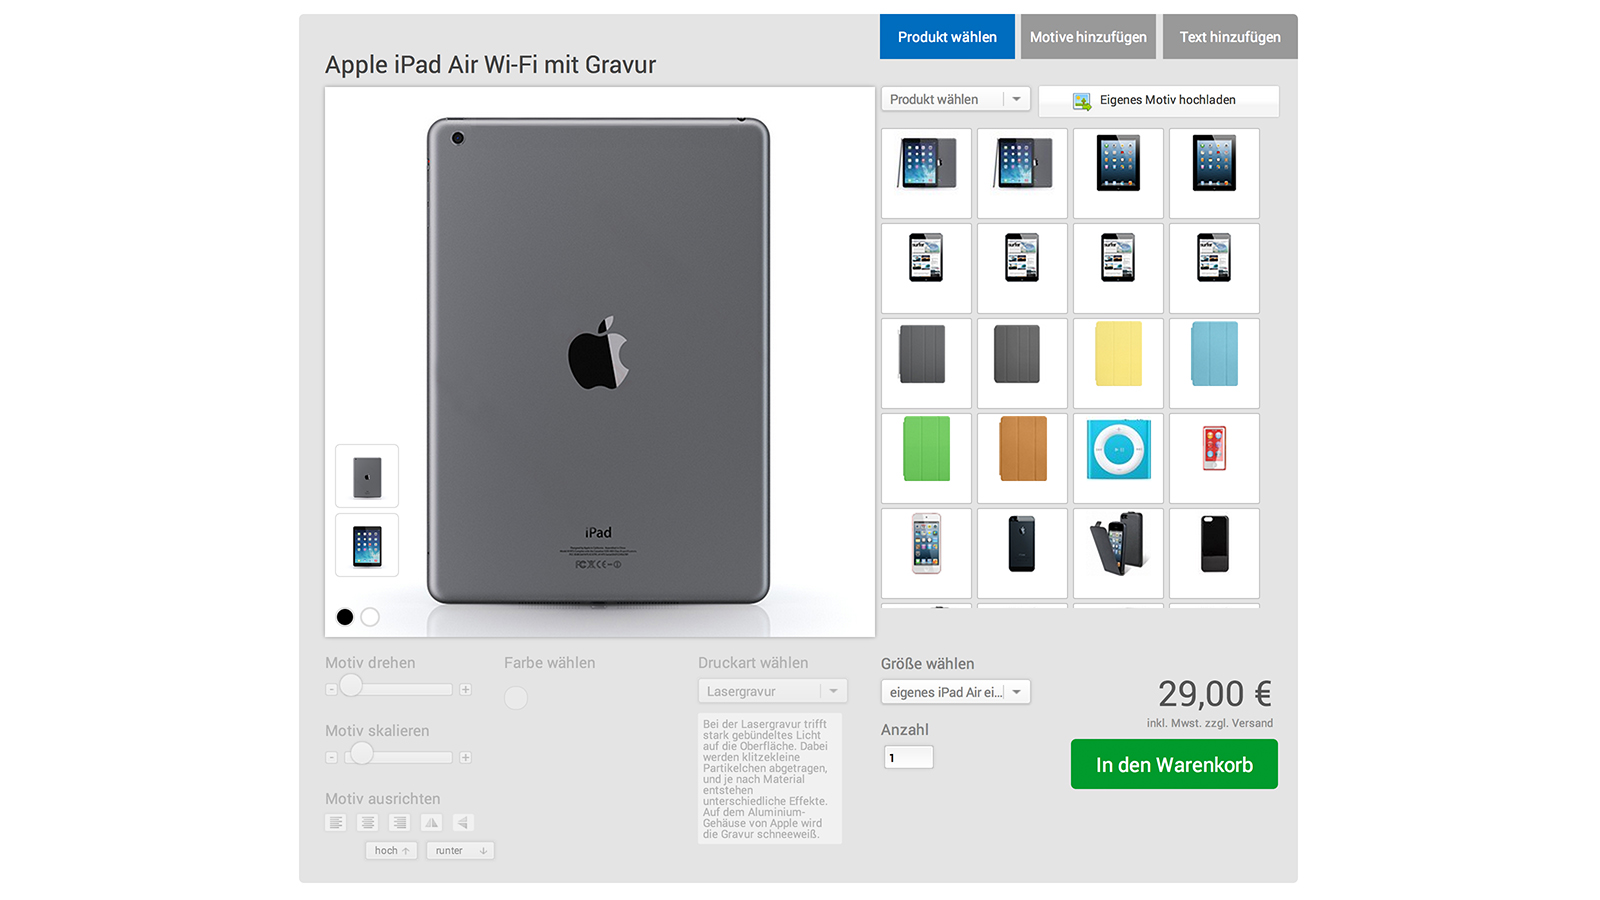 Produkt wählen
Motive hinzufügen
Text hinzufügen
Apple iPad Air Wi-Fi mit Gravur
Produkt wählen
Eigenes Motiv hochladen
iPad
Motiv drehen
Farbe wählen
Druckart wählen
Größe wählen
- +
Lasergravur
eigenes iPad Air ei...
29,00 €
inkl. Mwst. zzgl. Versand
Bei der Lasergravur trifft
stark gebündeltes Licht
auf die Oberfläche. Dabei
werden klitzekleine
Partikelchen abgetragen,
und je nach Material
entstehen
unterschiedliche Effekte.
Auf dem Aluminium-
Gehäuse von Apple wird
die Gravur schneeweiß.
Motiv skalieren
- +
Anzahl
1
In den Warenkorb
Motiv ausrichten
hoch
runter